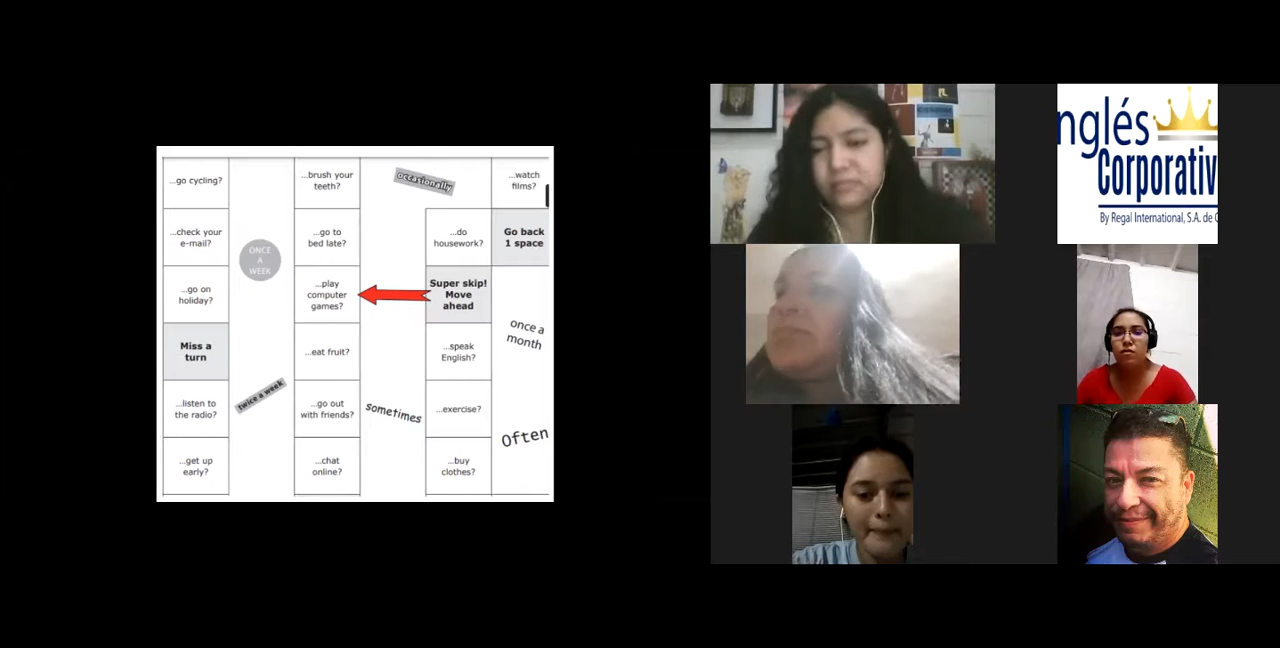 ...go cycling?
...check your
e-mail?
...go on
holiday?
Miss a
turn
...listen to
the radio?
...get up
early?
ONCE
A
WEEK
twice a week
...brush your
teeth?
...go to
bed late?
...play
computer
games?
...eat fruit?
...go out
with friends?
...chat
online?
occasionally
sometimes
...do
housework?
Super skip!
Move
ahead
...speak
English?
...exercise?
...buy
clothes?
...watch
films?
Go back
1 space
once a
month
Often
nglés
Corporativ
By Regal International, S.A. de C